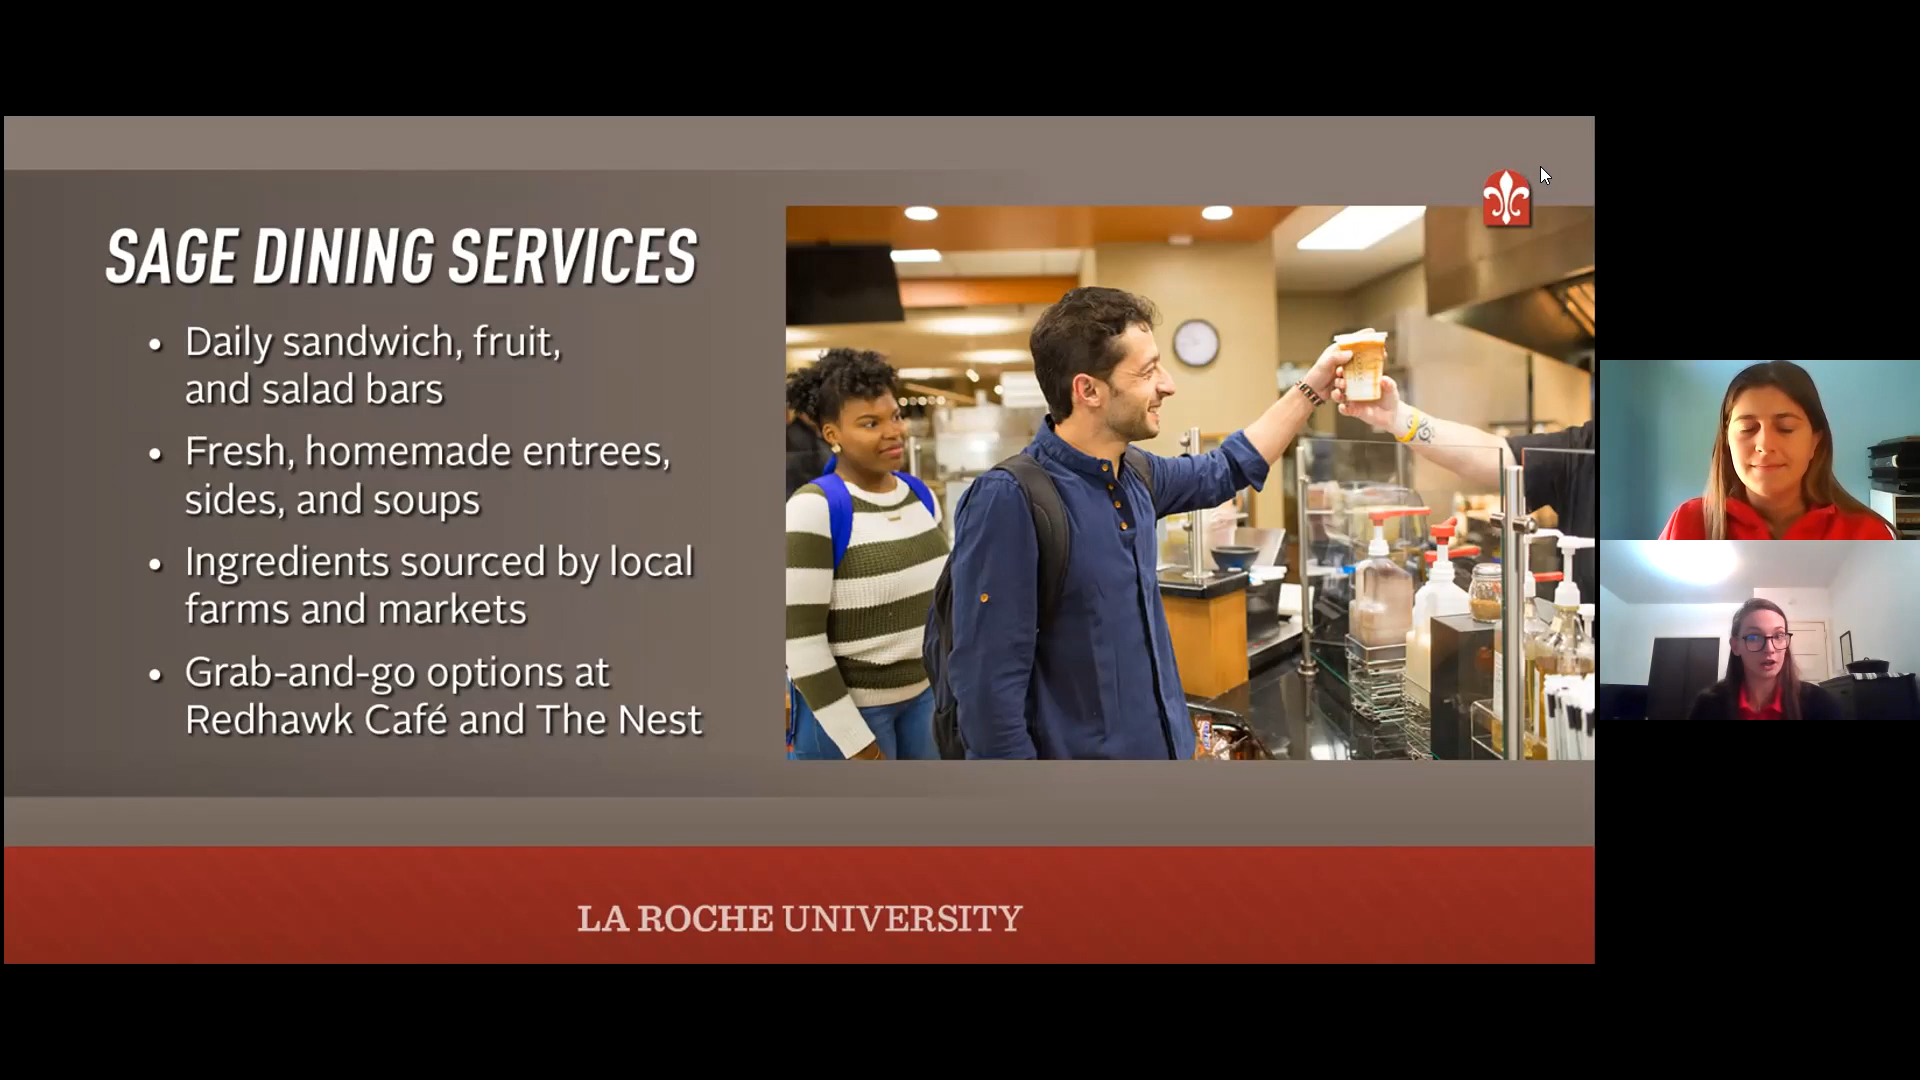 SAGE DINING SERVICES
• Daily sandwich, fruit,
and salad bars
• Fresh, homemade entrees,
sides, and soups
• Ingredients sourced by local
farms and markets
• Grab-and-go options at
Redhawk Café and The Nest
LA ROCHE UNIVERSITY